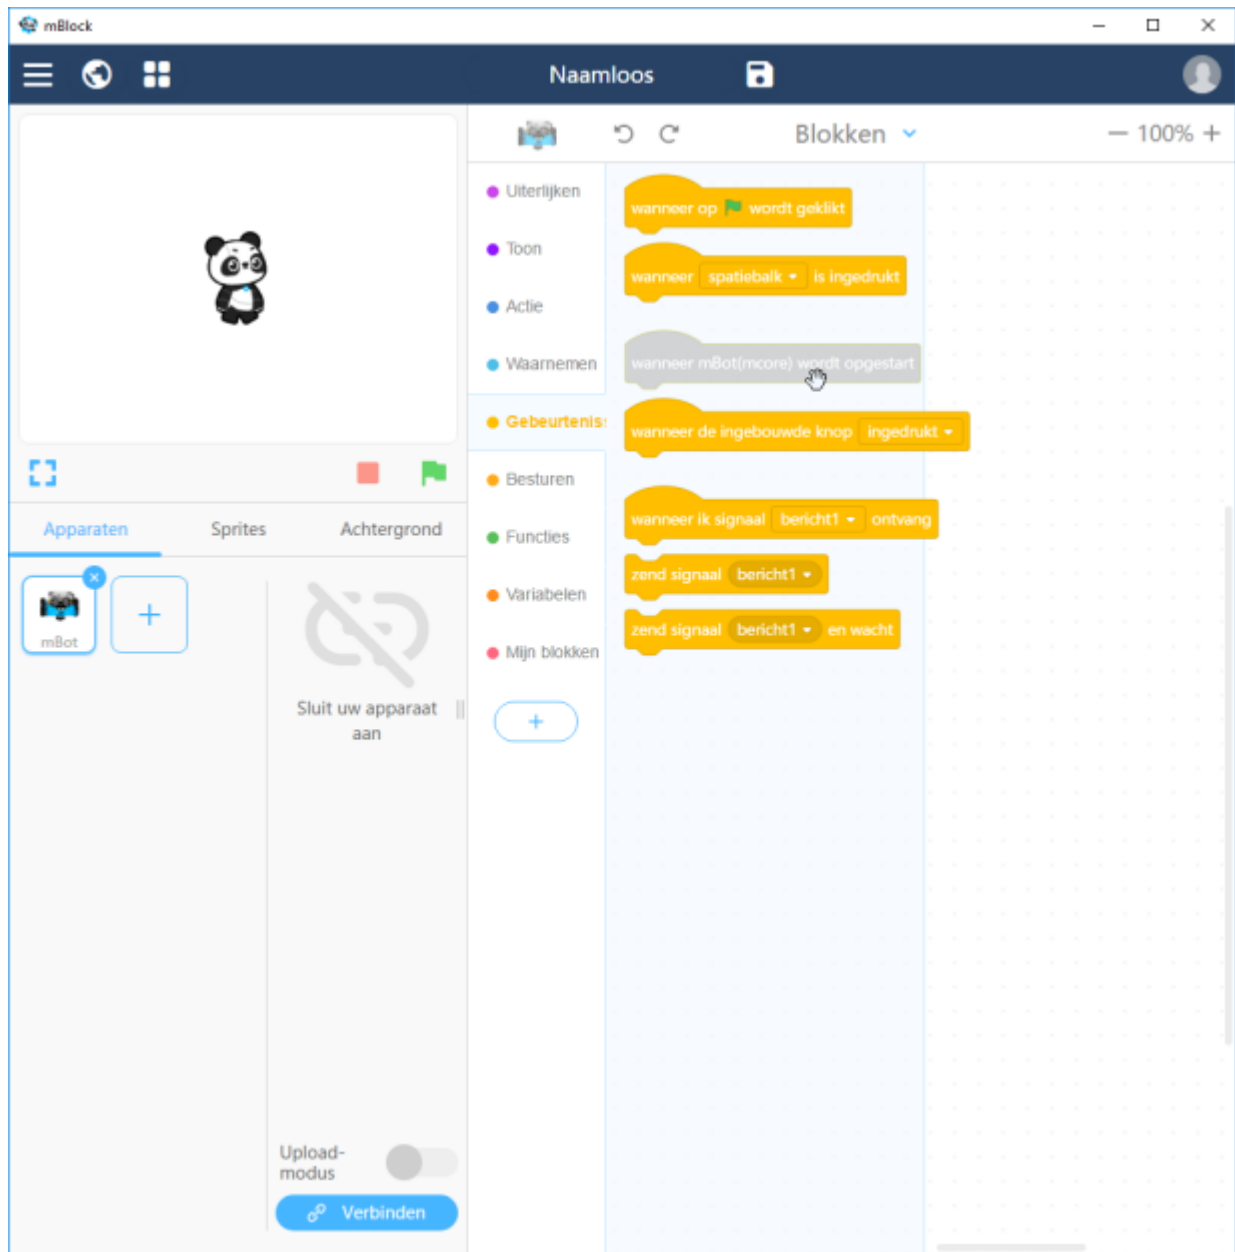 mBlock
Naamloos
Blokken
100%
Uiterlijken
Toon
Actie
Waarnemen
Gebeurtenis
Besturen
Functies
Variabelen
Mijn blokken
wanneer op wordt geklikt
wanneer spatiebalk is ingedrukt
wanneer mBot(mcore) wordt opgestart
wanneer de ingebouwde knop ingedrukt
wanneer ik signaal bericht1 ontvang
zend signaal bericht1
zend signaal bericht1 en wacht
Apparaten Sprites Achtergrond
mBot
Sluit uw apparaat
aan
Upload-
modus
Verbinden